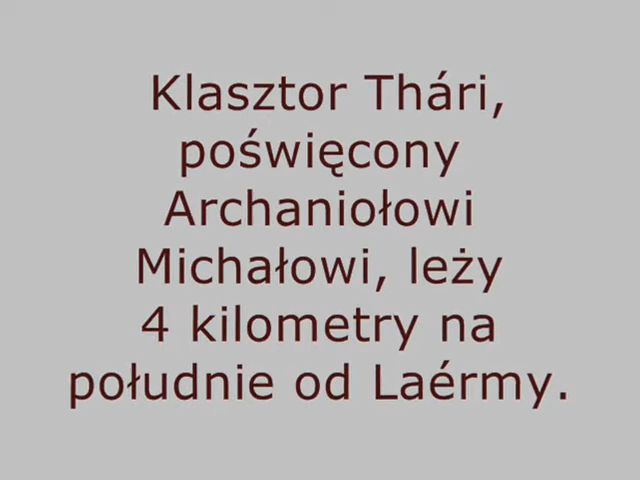 Klasztor Thári,
poświęcony
Archaniołowi
Michałowi, leży
4 kilometry na
południe od Laérmy.